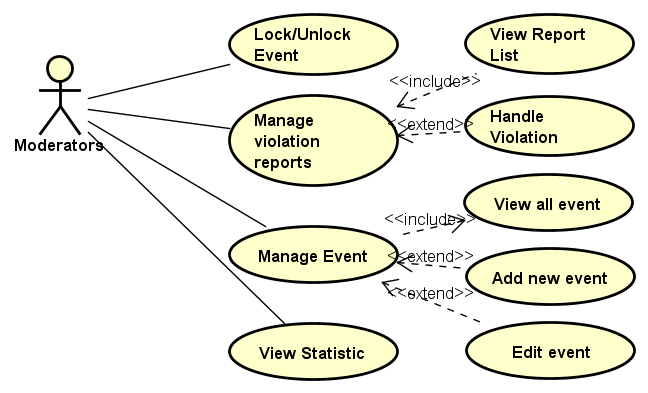 Moderators
Lock/Unlock
Event
Manage
violation
reports
Manage Event
View Statistic
<<include>>
<<extend>>
<<include>>
<<extend>>
<<extend>>
View Report
List
Handle
Violation
View all event
Add new event
Edit event